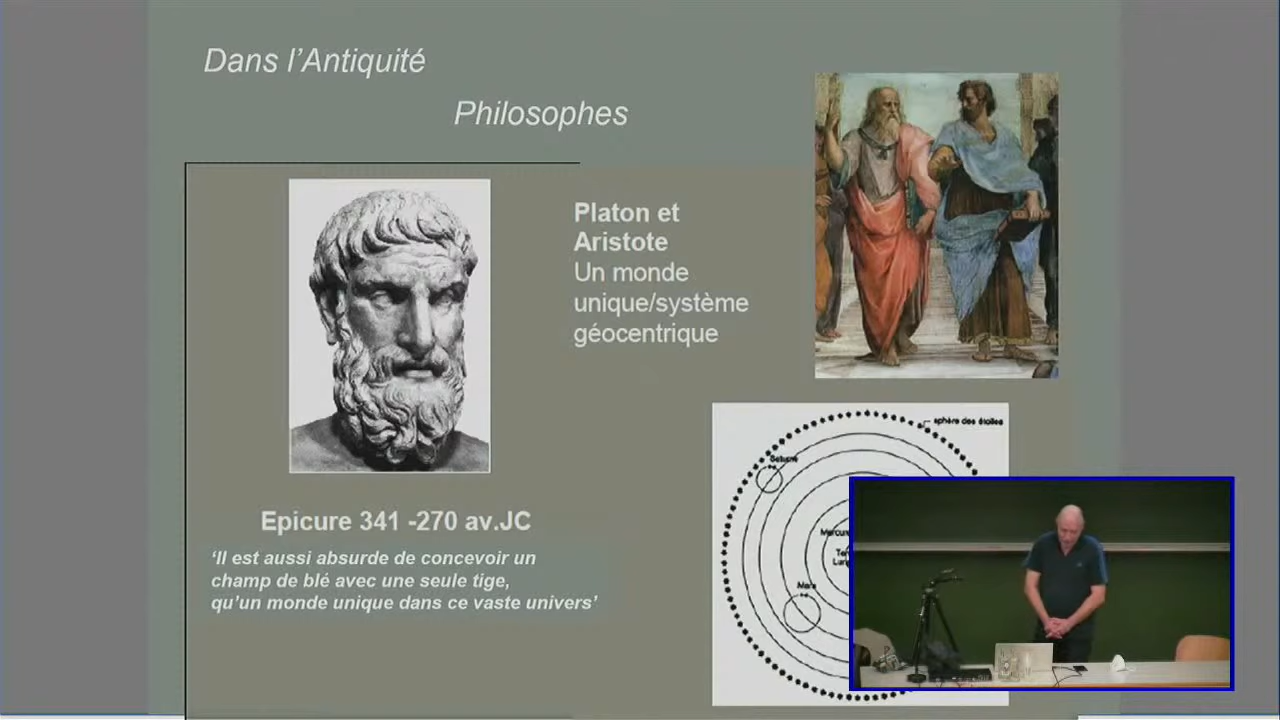 Dans l'Antiquité
Philosophes
Platon et
Aristote
Un monde
unique/système
géocentrique
Epicure 341 -270 av.JC
‘Il est aussi absurde de concevoir un
champ de blé avec une seule tige,
qu’un monde unique dans ce vaste univers’
sphère des étoiles
Saturne
Mars